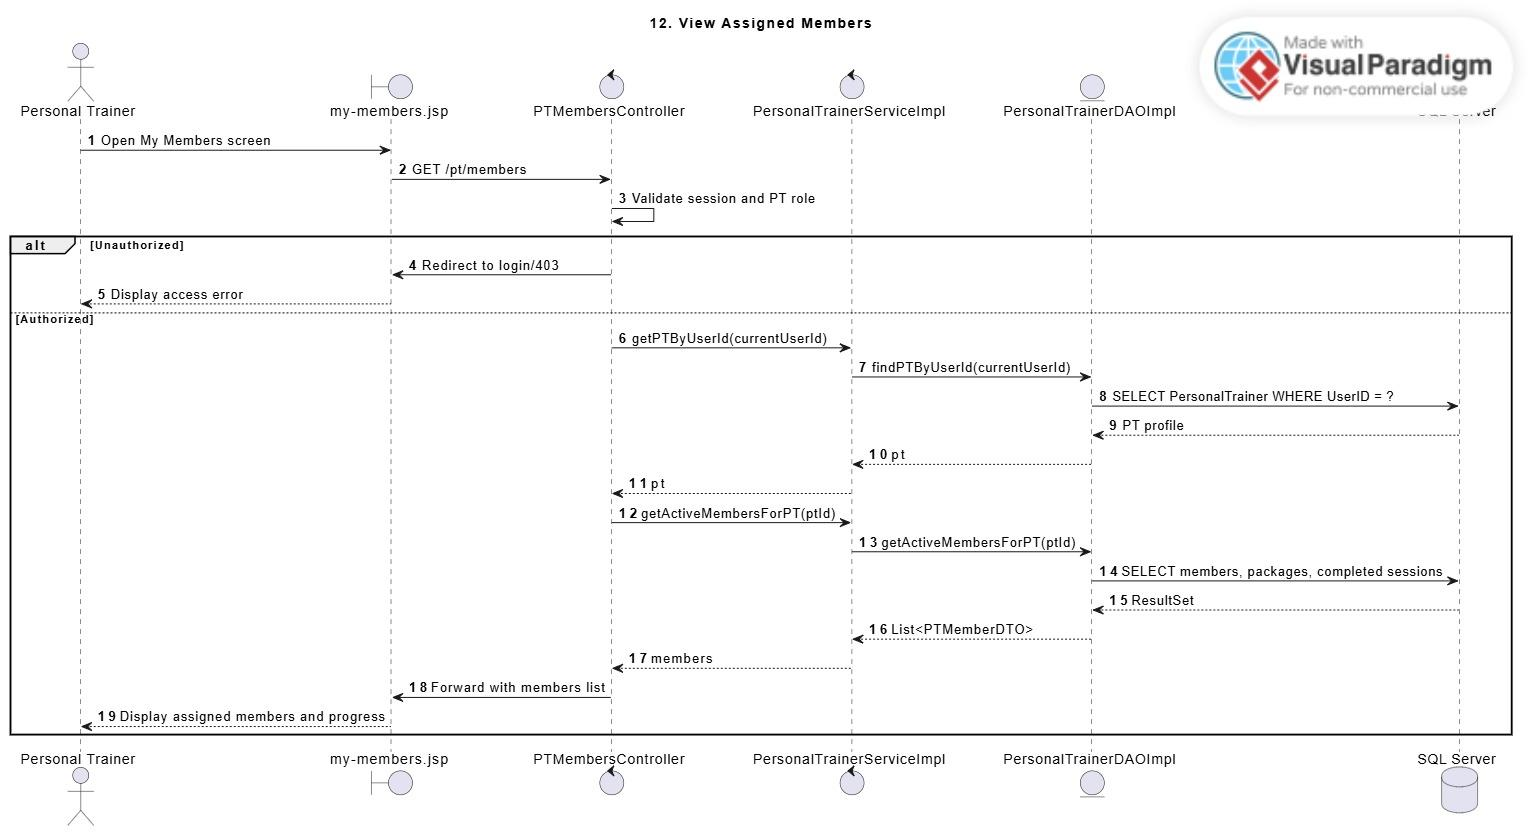 12. View Assigned Members
Made with
Visual Paradigm
For non-commercial use
Personal Trainer
my-members.jsp
PTMembersController
PersonalTrainerServiceImpl
PersonalTrainerDAOImpl
SQL Server
1 Open My Members screen
2 GET /pt/members
3 Validate session and PT role
alt [Unauthorized]
4 Redirect to login/403
5 Display access error
[Authorized]
6 getPTByUserId(currentUserId)
7 findPTByUserId(currentUserId)
8 SELECT PersonalTrainer WHERE UserID = ?
9 PT profile
10 pt
11 pt
12 getActiveMembersForPT(ptId)
13 getActiveMembersForPT(ptId)
14 SELECT members, packages, completed sessions
15 ResultSet
16 List<PTMemberDTO>
17 members
18 Forward with members list
19 Display assigned members and progress
Personal Trainer
my-members.jsp
PTMembersController
PersonalTrainerServiceImpl
PersonalTrainerDAOImpl
SQL Server